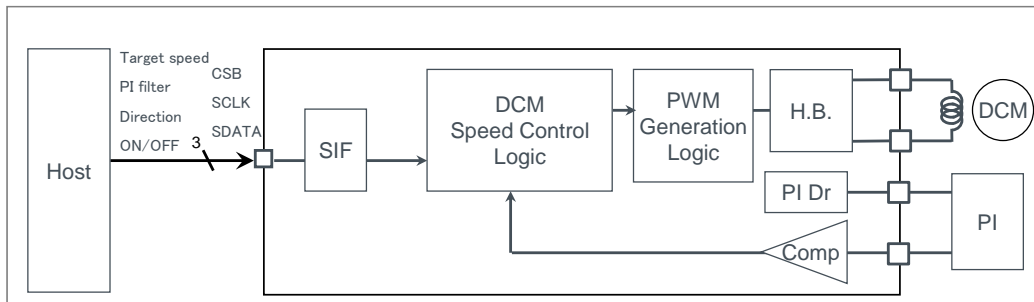 Target speed
PI filter
Direction
ON/OFF
CSB
SCLK
SDATA
3
Host
SIF
DCM
Speed Control
Logic
PWM
Generation
Logic
H.B.
DCM
PI Dr
PI
Comp